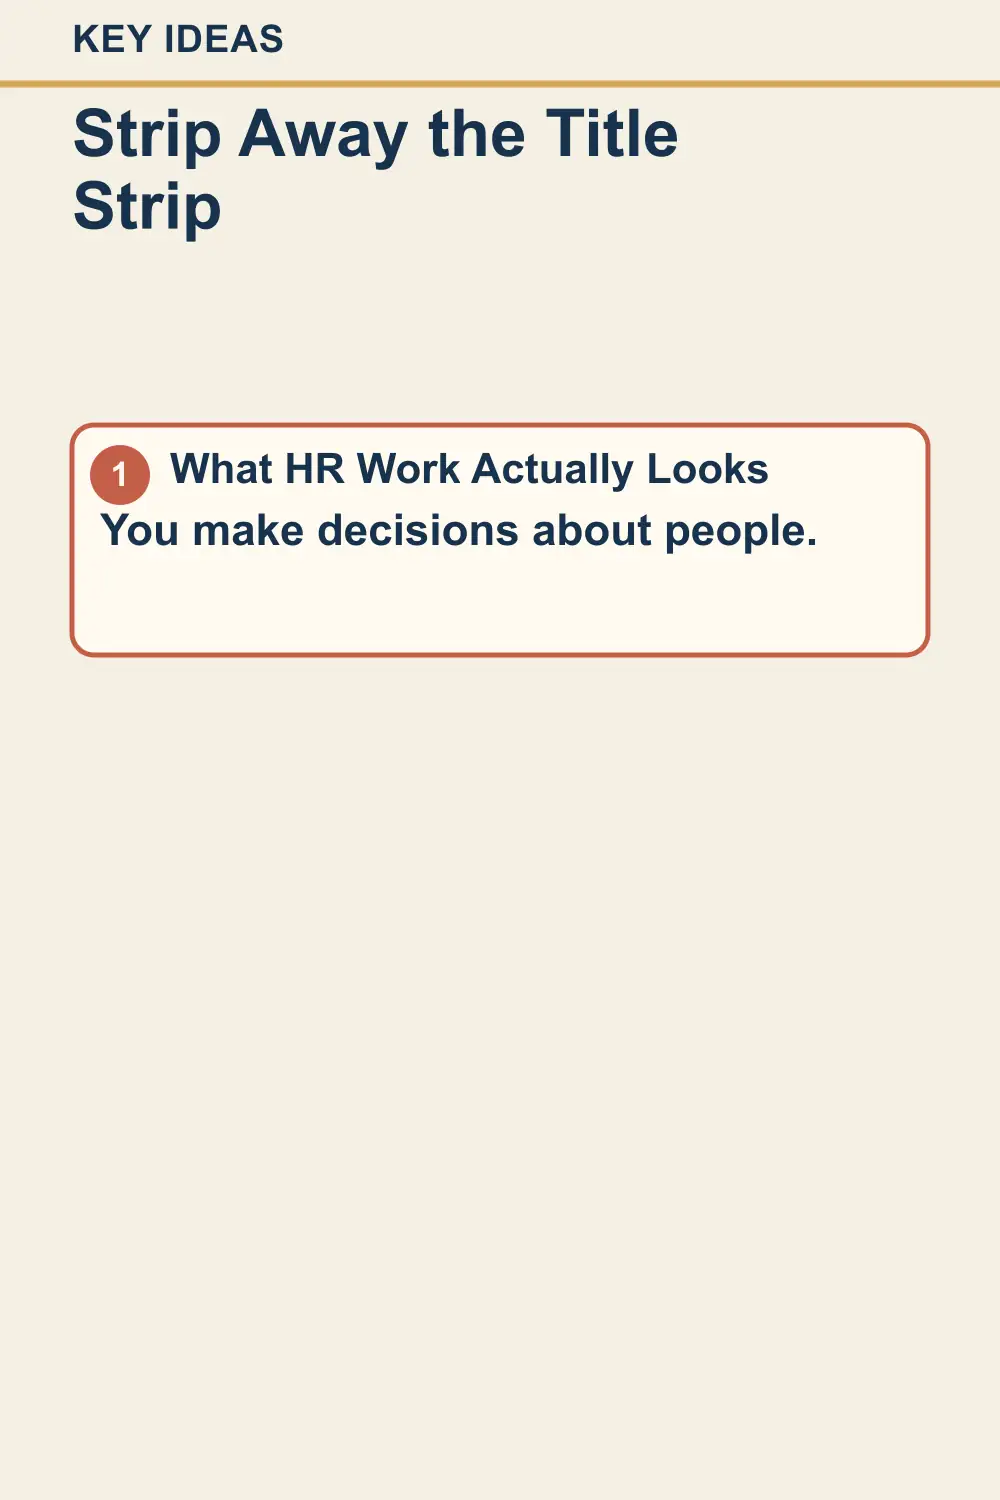 KEY IDEAS
Strip Away the Title
Strip
1 What HR Work Actually Looks
You make decisions about people.